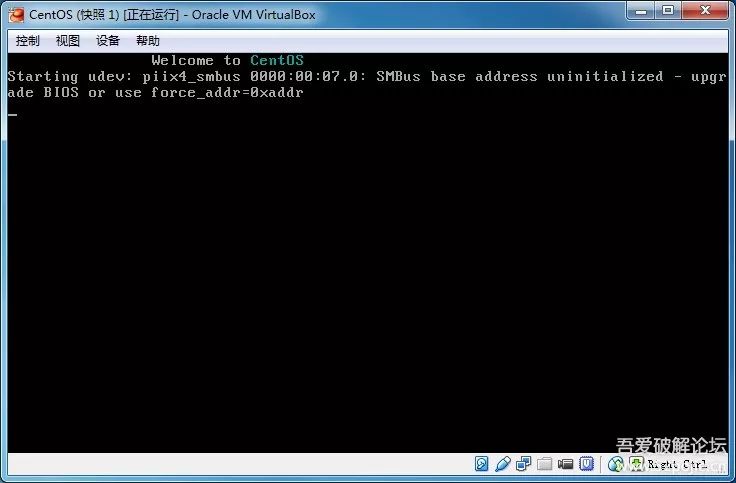 CentOS (快照 1) [正在运行] - Oracle VM VirtualBox
控制 视图 设备 帮助
Welcome to CentOS
Starting udev: piix4_smbus 0000:00:07.0: SMBus base address uninitialized - upgr
ade BIOS or use force_addr=0xaddr
吾爱破解论坛
Right Ctrl